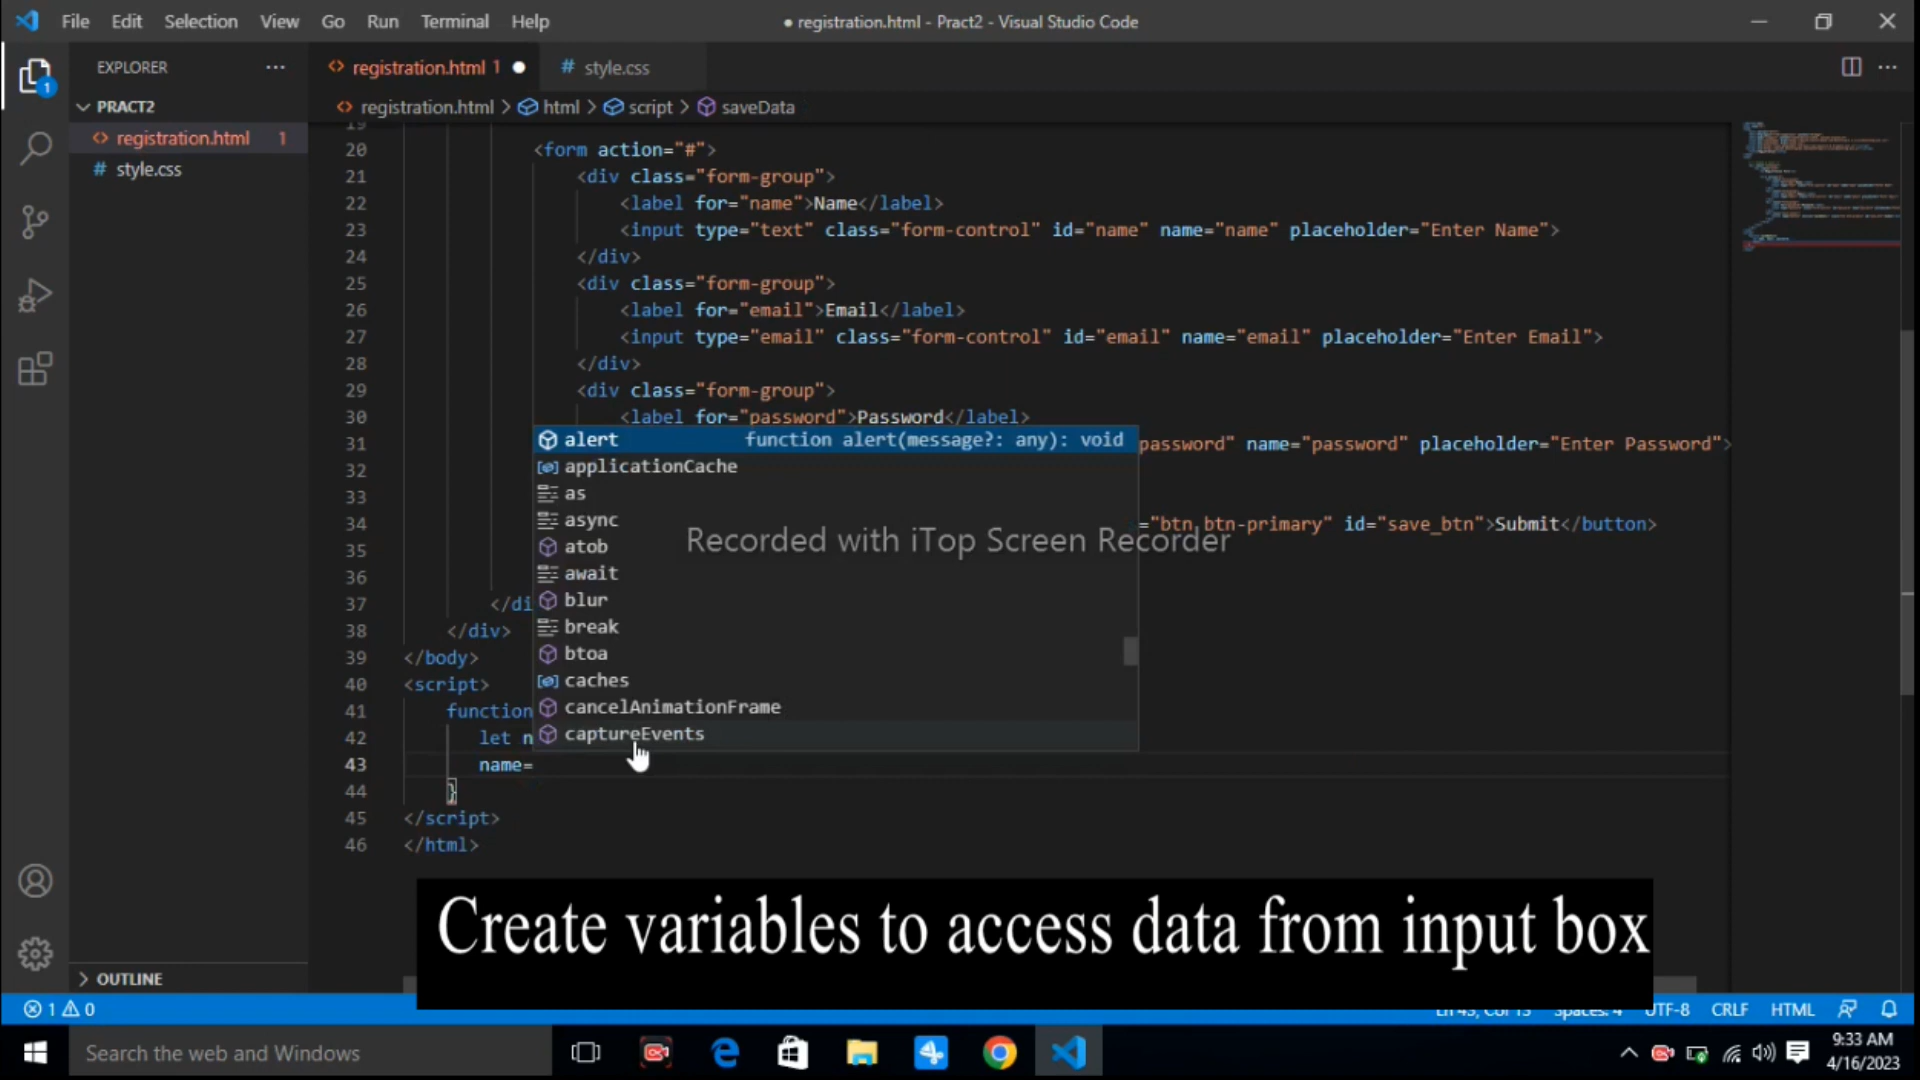 File Edit Selection View Go Run Terminal Help
● registration.html - Pract2 - Visual Studio Code
EXPLORER
PRACT2
registration.html 1
style.css
OUTLINE
registration.html 1
style.css
registration.html > html > script > saveData
19
20 <form action="#">
21 <div class="form-group">
22 <label for="name">Name</label>
23 <input type="text" class="form-control" id="name" name="name" placeholder="Enter Name">
24 </div>
25 <div class="form-group">
26 <label for="email">Email</label>
27 <input type="email" class="form-control" id="email" name="email" placeholder="Enter Email">
28 </div>
29 <div class="form-group">
30 <label for="password">Password</label>
31 password" name="password" placeholder="Enter Password">
32
33
34 ="btn btn-primary" id="save_btn">Submit</button>
35
36
37 </di
38 </div>
39 </body>
40 <script>
41 function
42 let n
43 name=
44 }
45 </script>
46 </html>
alert function alert(message?: any): void
applicationCache
as
async
atob
await
blur
break
btoa
caches
cancelAnimationFrame
captureEvents
Recorded with iTop Screen Recorder
Create variables to access data from input box
1 0
Ln 43, Col 13 Spaces: 4 UTF-8 CRLF HTML
Search the web and Windows
9:33 AM
4/16/2023